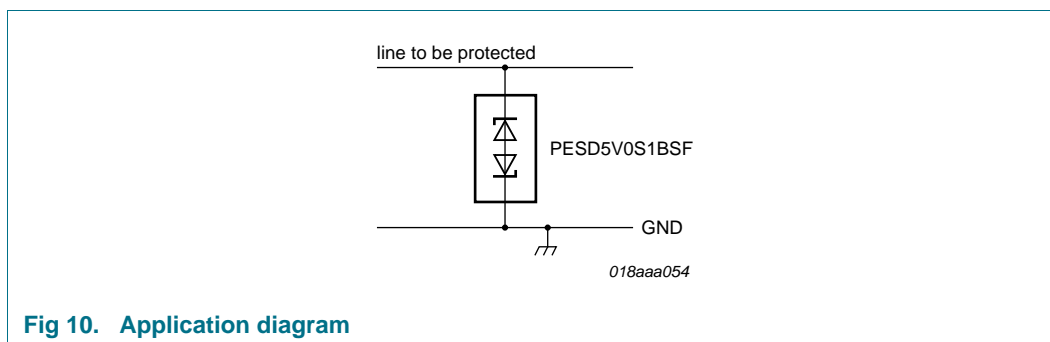 line to be protected
PESD5V0S1BSF
GND
018aaa054
Fig 10. Application diagram